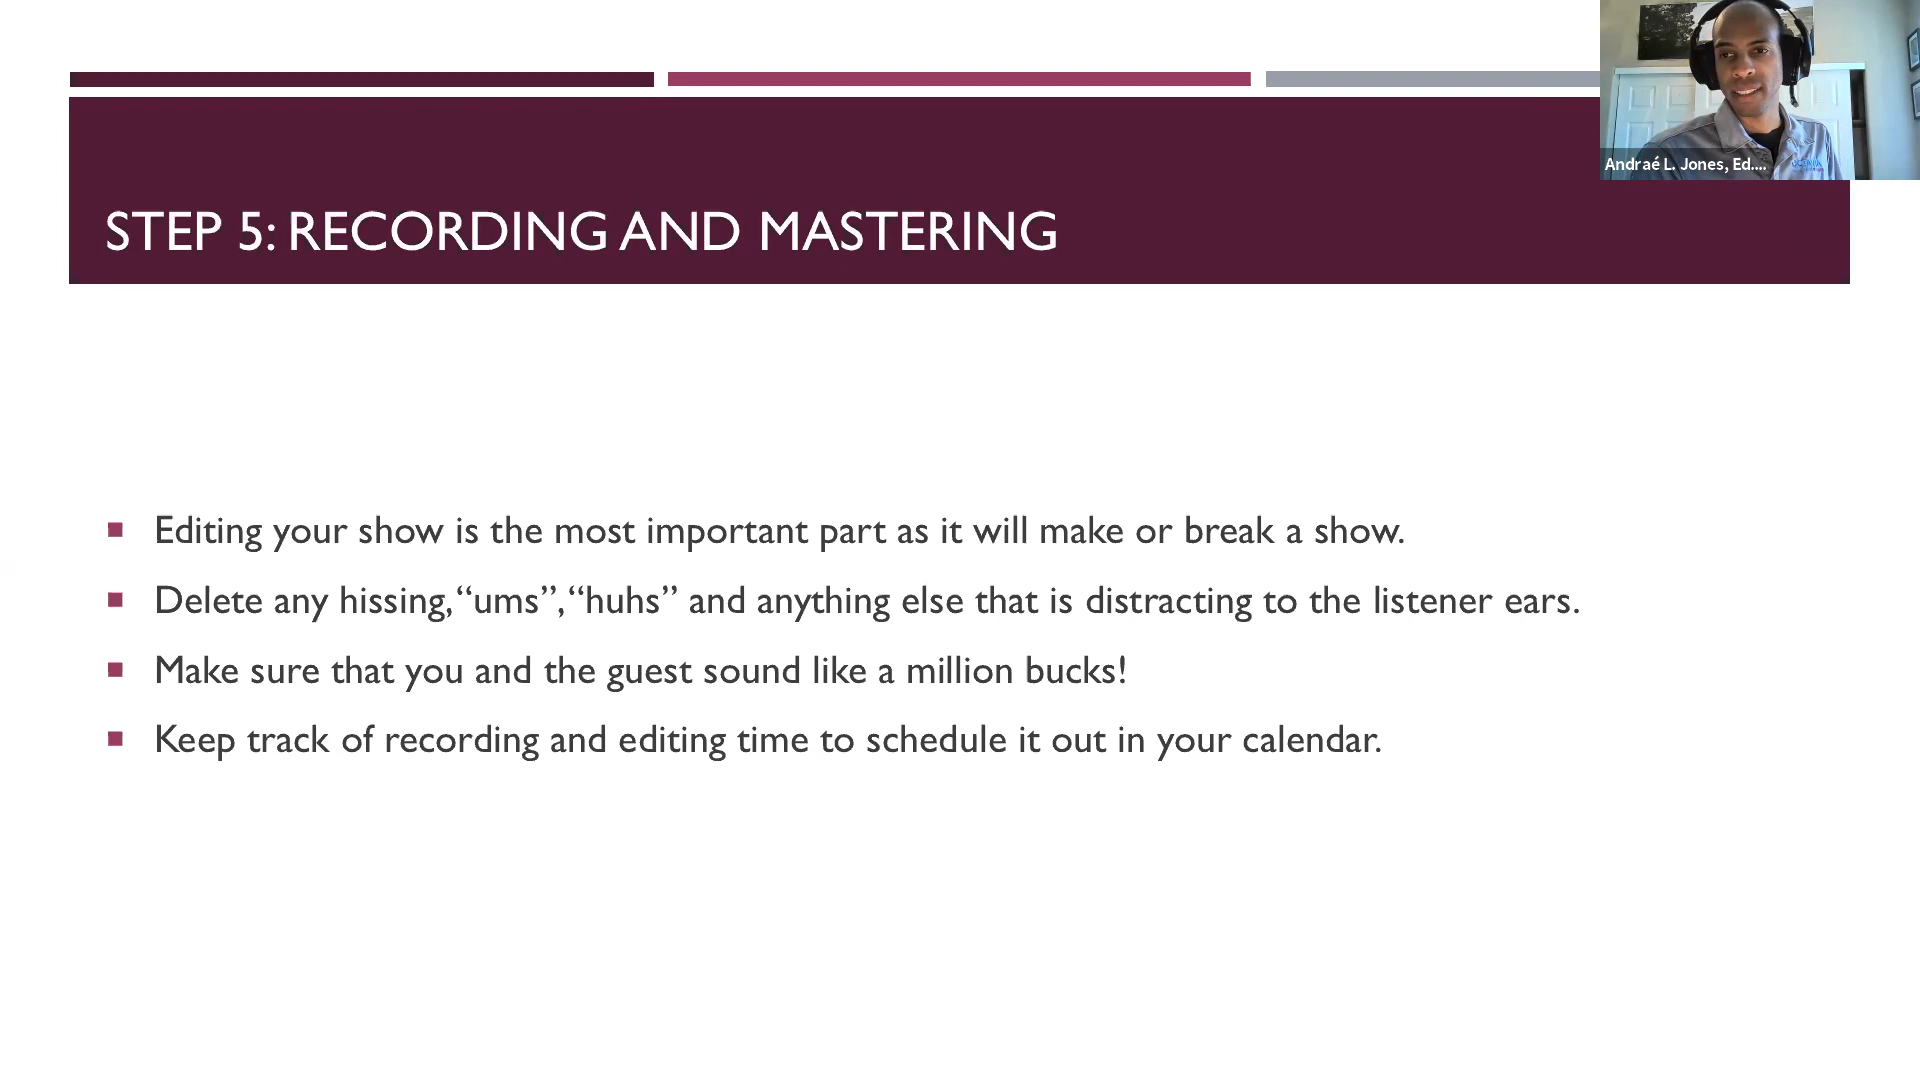 STEP 5: RECORDING AND MASTERING
Andraé L. Jones, Ed....
Editing your show is the most important part as it will make or break a show.
Delete any hissing, “ums”, “huhs” and anything else that is distracting to the listener ears.
Make sure that you and the guest sound like a million bucks!
Keep track of recording and editing time to schedule it out in your calendar.